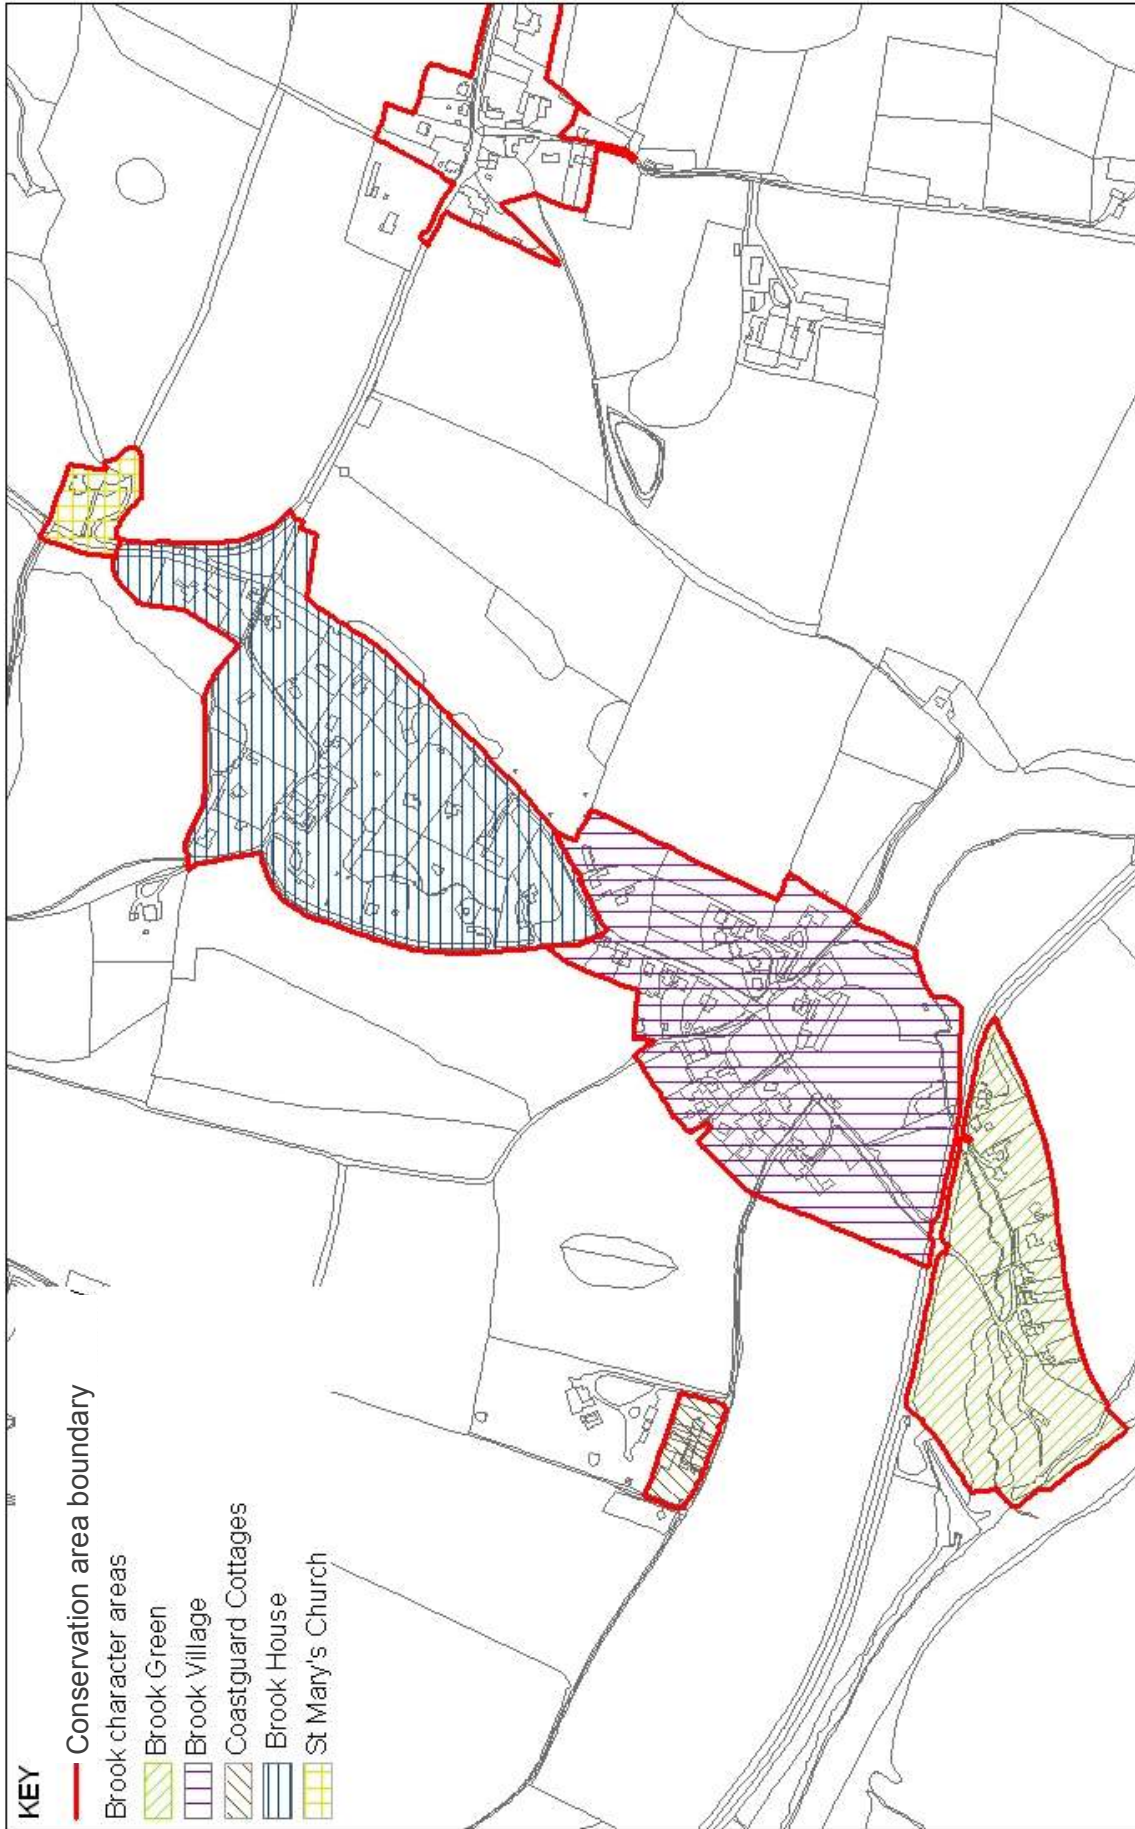 KEY
Conservation area boundary
Brook character areas
Brook Green
Brook Village
Coastguard Cottages
Brook House
St Mary's Church